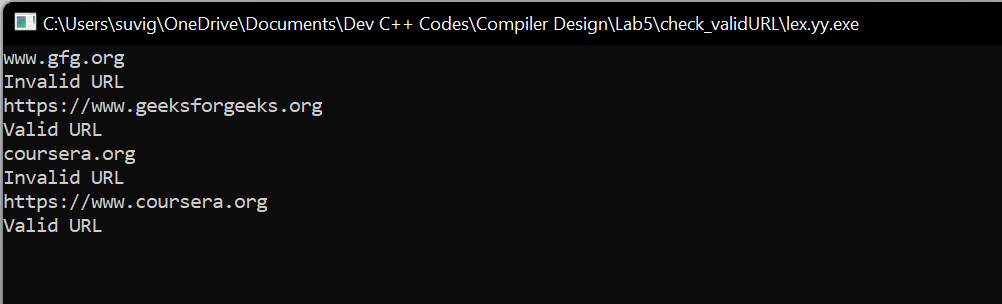 C:\Users\suvig\OneDrive\Documents\Dev C++ Codes\Compiler Design\Lab5\check_validURL\lex.yy.exe
www.gfg.org
Invalid URL
https://www.geeksforgeeks.org
Valid URL
coursera.org
Invalid URL
https://www.coursera.org
Valid URL